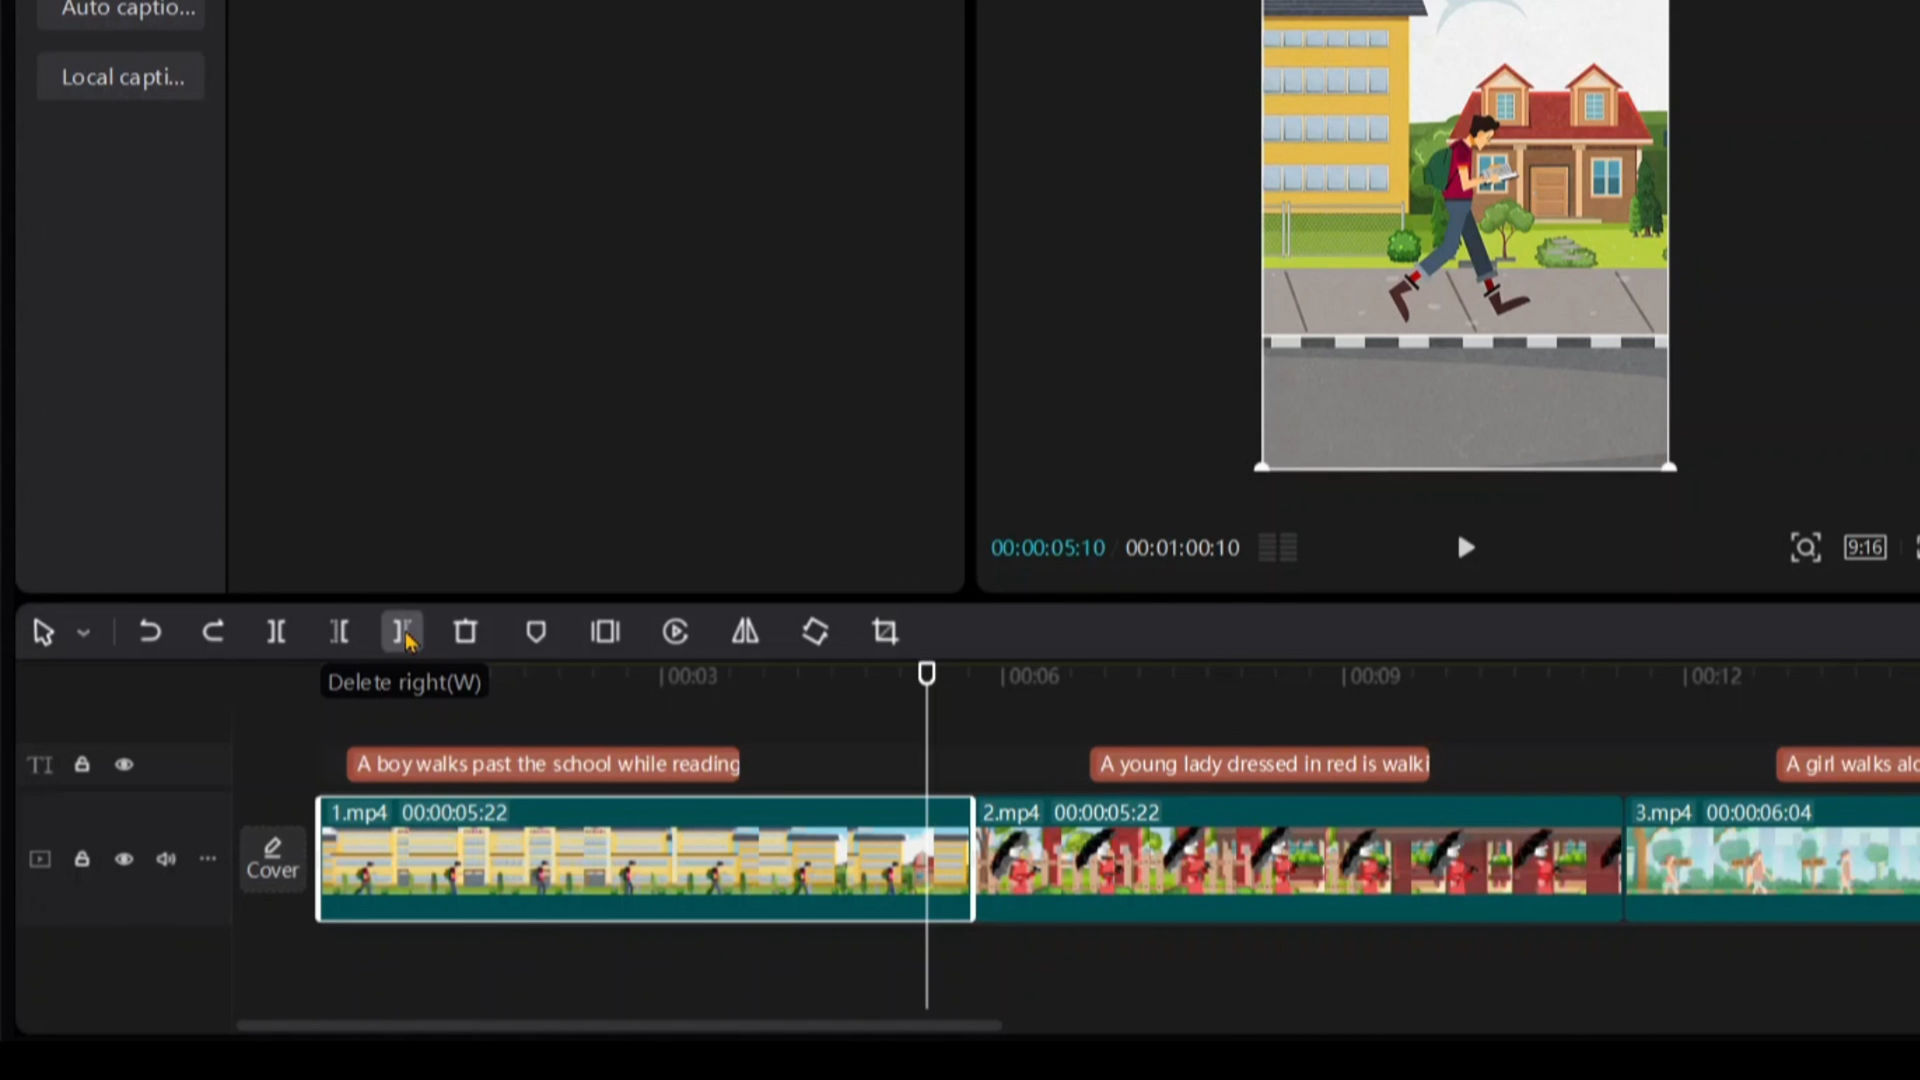 Auto captio...
Local capti...
00:00:05:10 00:01:00:10
9:16
Delete right(W)
00:03 00:06 00:09 00:12
TI
A boy walks past the school while reading
A young lady dressed in red is walki
A girl walks alo
1.mp4 00:00:05:22
2.mp4 00:00:05:22
3.mp4 00:00:06:04
Cover